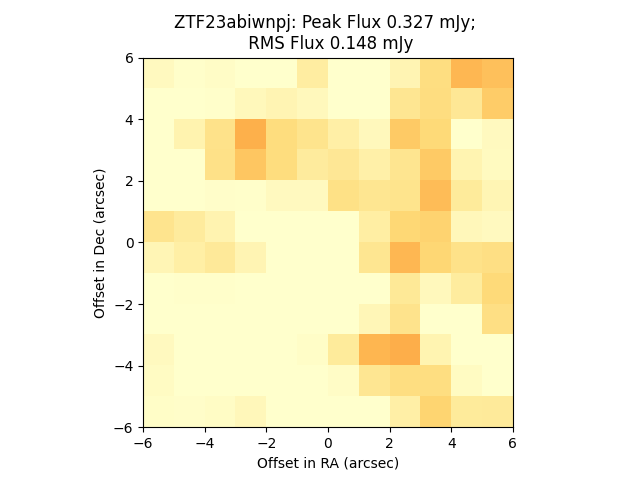 ZTF23abiwnpj: Peak Flux 0.327 mJy;
RMS Flux 0.148 mJy
6
4
2
0
−2
−4
−6
Offset in Dec (arcsec)
−6 −4 −2 0 2 4 6
Offset in RA (arcsec)